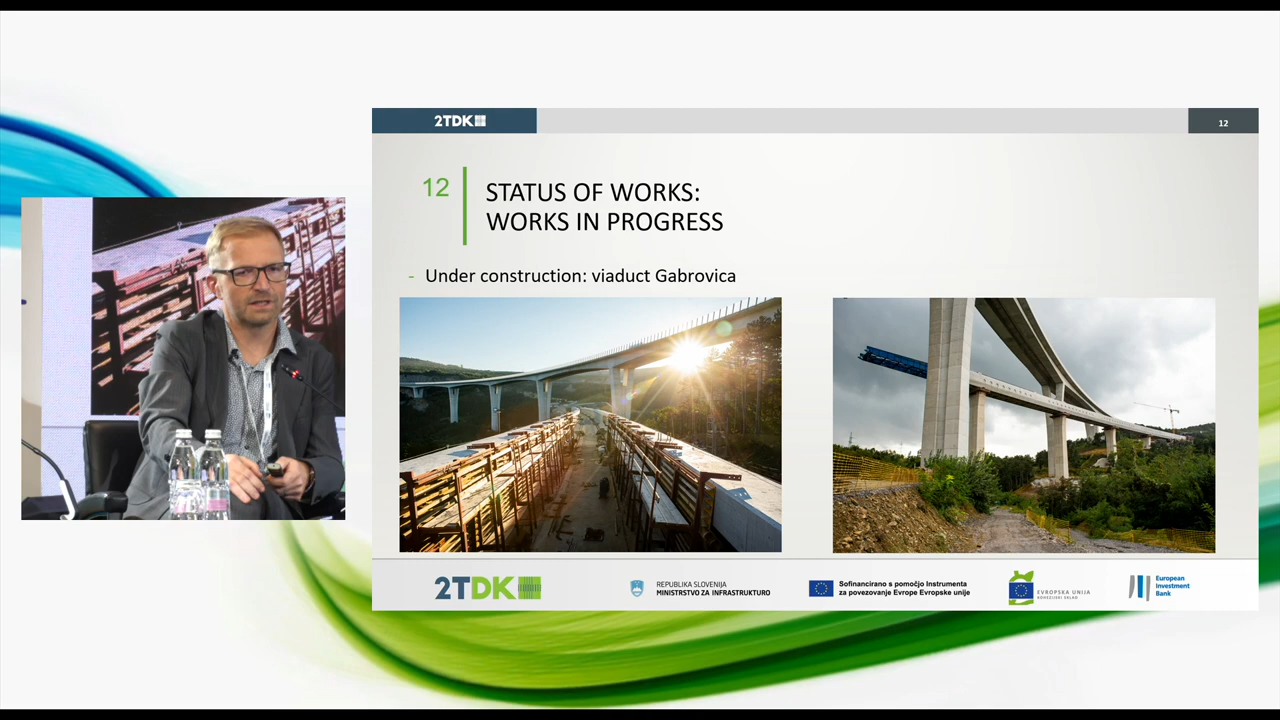 2TDK
12
12
STATUS OF WORKS:
WORKS IN PROGRESS
- Under construction: viaduct Gabrovica
2TDK
REPUBLIKA SLOVENIJA
MINISTRSTVO ZA INFRASTRUKTURO
Sofinancirano s pomočjo Instrumenta
za povezovanje Evrope Evropske unije
EVROPSKA UNIJA
KOHEZIJSKI SKLAD
European
Investment
Bank